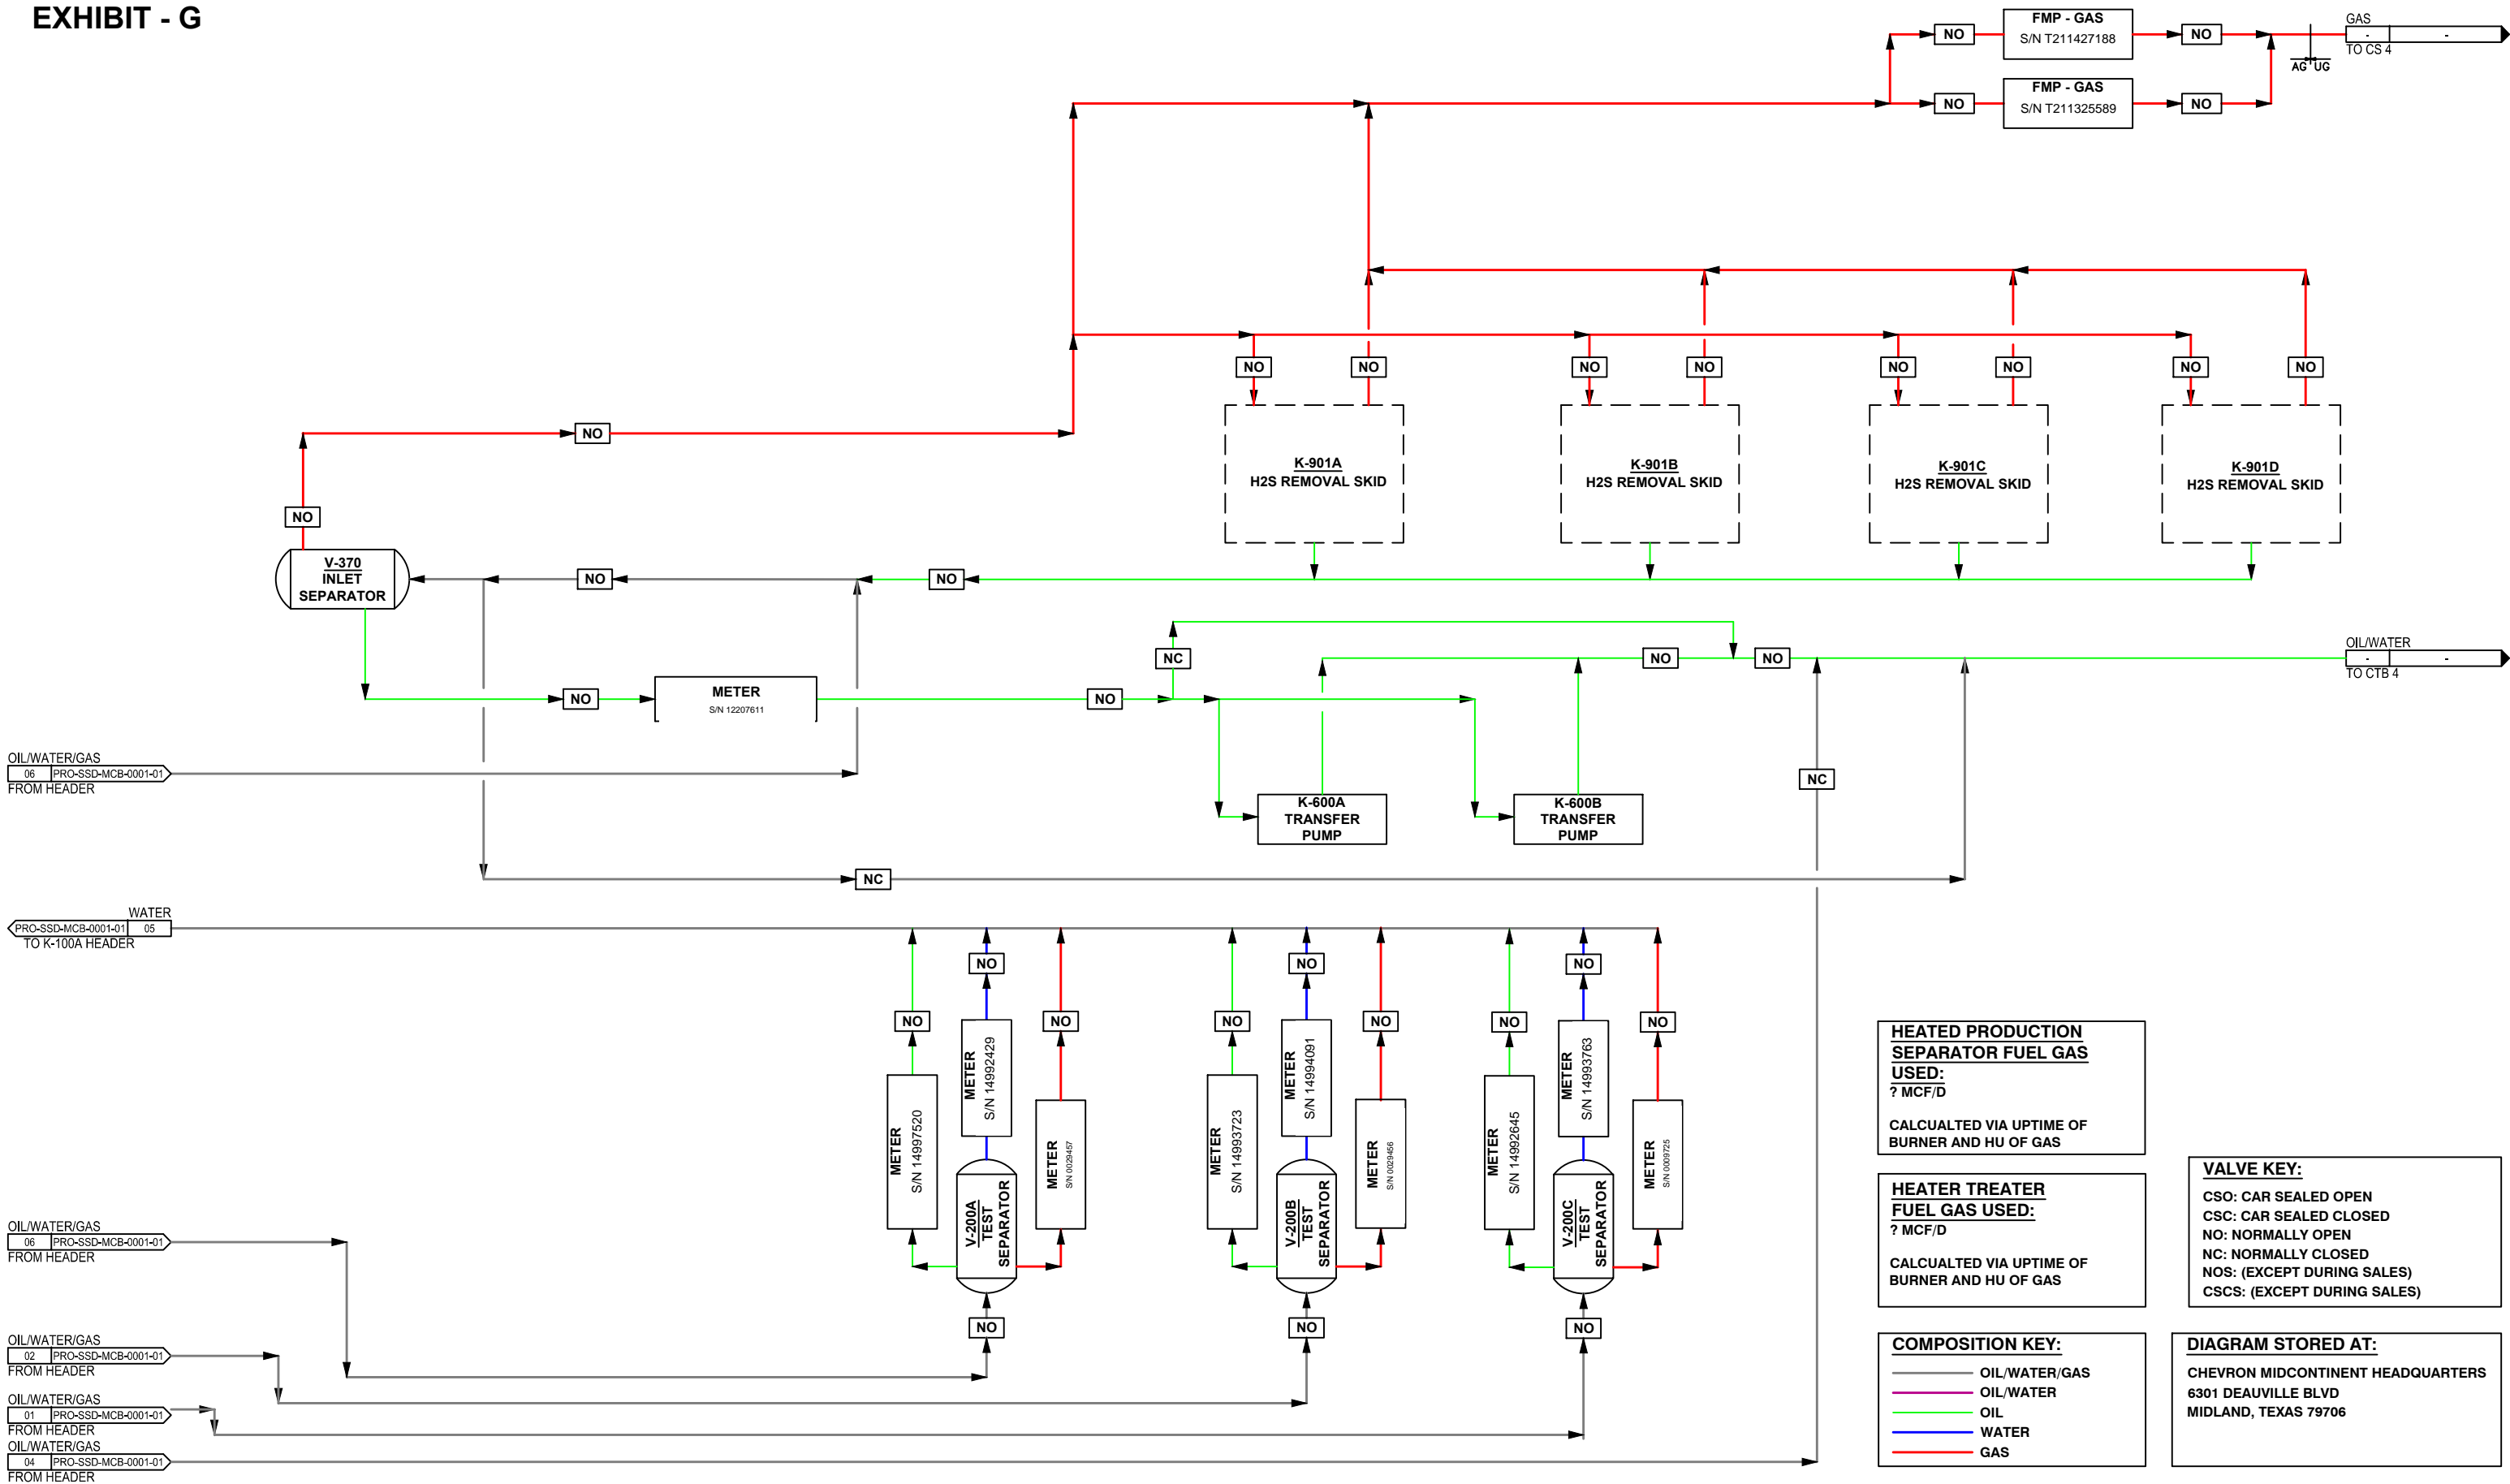 EXHIBIT - G
FMP - GAS
S/N T211427188
NO
NO
GAS
-
-
TO CS 4
AG UG
FMP - GAS
S/N T211325589
NO
NO
NO
NO
NO
NO
NO
NO
NO
NO
NO
K-901A
H2S REMOVAL SKID
K-901B
H2S REMOVAL SKID
K-901C
H2S REMOVAL SKID
K-901D
H2S REMOVAL SKID
NO
V-370
INLET
SEPARATOR
NO
NO
NC
NO
NO
OIL/WATER
-
-
TO CTB 4
NO
METER
S/N 12207611
NO
OIL/WATER/GAS
06 PRO-SSD-MCB-0001-01
FROM HEADER
NC
K-600A
TRANSFER
PUMP
K-600B
TRANSFER
PUMP
NC
WATER
PRO-SSD-MCB-0001-01 05
TO K-100A HEADER
NO
NO
NO
NO
NO
NO
NO
NO
NO
METER
S/N 14997520
METER
S/N 14992429
METER
S/N 0029457
V-200A
TEST
SEPARATOR
METER
S/N 14993723
METER
S/N 14994091
METER
S/N 0029456
V-200B
TEST
SEPARATOR
METER
S/N 14992645
METER
S/N 14993763
METER
S/N 0009725
V-200C
TEST
SEPARATOR
NO
NO
NO
OIL/WATER/GAS
06 PRO-SSD-MCB-0001-01
FROM HEADER
OIL/WATER/GAS
02 PRO-SSD-MCB-0001-01
FROM HEADER
OIL/WATER/GAS
01 PRO-SSD-MCB-0001-01
FROM HEADER
OIL/WATER/GAS
04 PRO-SSD-MCB-0001-01
FROM HEADER
HEATED PRODUCTION
SEPARATOR FUEL GAS
USED:
? MCF/D
CALCUALTED VIA UPTIME OF
BURNER AND HU OF GAS
HEATER TREATER
FUEL GAS USED:
? MCF/D
CALCUALTED VIA UPTIME OF
BURNER AND HU OF GAS
VALVE KEY:
CSO: CAR SEALED OPEN
CSC: CAR SEALED CLOSED
NO: NORMALLY OPEN
NC: NORMALLY CLOSED
NOS: (EXCEPT DURING SALES)
CSCS: (EXCEPT DURING SALES)
COMPOSITION KEY:
OIL/WATER/GAS
OIL/WATER
OIL
WATER
GAS
DIAGRAM STORED AT:
CHEVRON MIDCONTINENT HEADQUARTERS
6301 DEAUVILLE BLVD
MIDLAND, TEXAS 79706